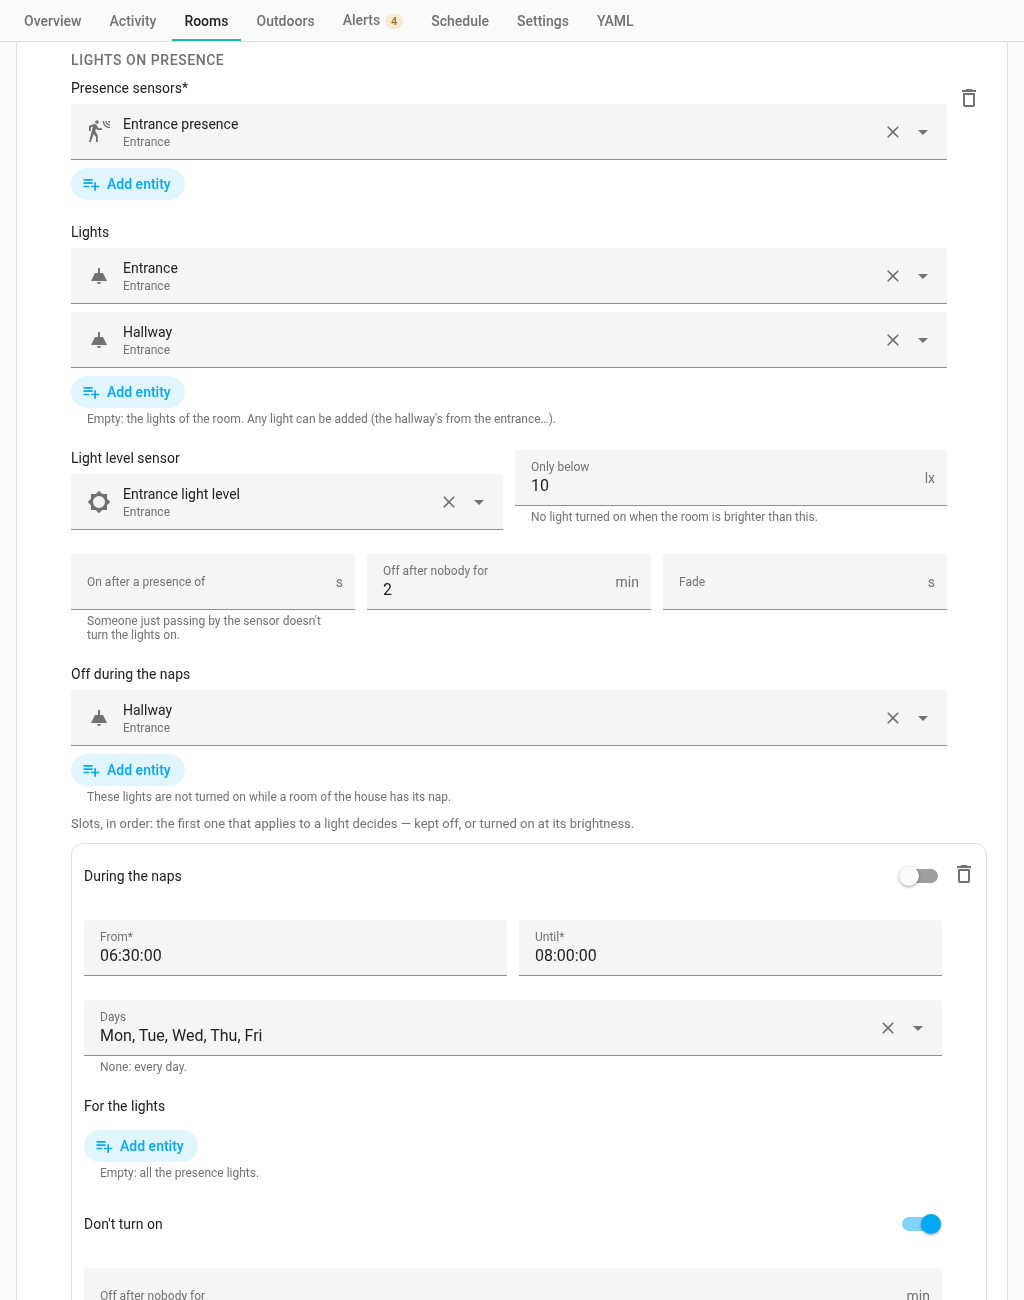 Overview Activity Rooms Outdoors Alerts 4 Schedule Settings YAML
LIGHTS ON PRESENCE
Presence sensors*
Entrance presence
Entrance
Add entity
Lights
Entrance
Entrance
Hallway
Entrance
Add entity
Empty: the lights of the room. Any light can be added (the hallway's from the entrance…).
Light level sensor
Entrance light level
Entrance
Only below
10
lx
No light turned on when the room is brighter than this.
On after a presence of
s
Someone just passing by the sensor doesn't
turn the lights on.
Off after nobody for
2
min
Fade
s
Off during the naps
Hallway
Entrance
Add entity
These lights are not turned on while a room of the house has its nap.
Slots, in order: the first one that applies to a light decides — kept off, or turned on at its brightness.
During the naps
From*
06:30:00
Until*
08:00:00
Days
Mon, Tue, Wed, Thu, Fri
None: every day.
For the lights
Add entity
Empty: all the presence lights.
Don't turn on
Off after nobody for
min